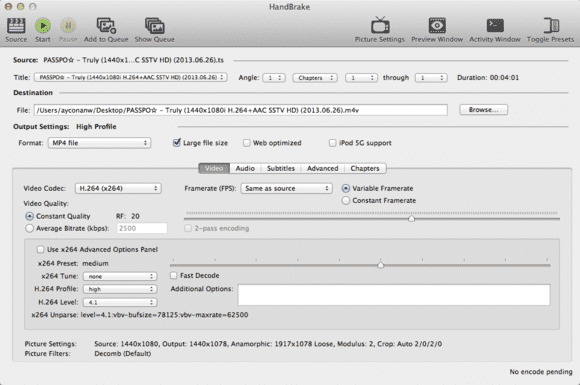 HandBrake
Source Start Pause Add to Queue Show Queue Picture Settings Preview Window Activity Window Toggle Presets
Source: PASSPO☆ – Truly (1440x1...C SSTV HD) (2013.06.26).ts
Title: PASSPO☆ – Truly (1440x1080i H.264+AAC SSTV HD) (2013.06.26) Angle: 1 Chapters 1 through 1 Duration: 00:04:01
Destination
File: /Users/ayconanw/Desktop/PASSPO☆ – Truly (1440x1080i H.264+AAC SSTV HD) (2013.06.26).m4v Browse...
Output Settings: High Profile
Format: MP4 file Large file size Web optimized iPod 5G support
Video Audio Subtitles Advanced Chapters
Video Codec: H.264 (x264) Framerate (FPS): Same as source Variable Framerate
Constant Framerate
Video Quality:
Constant Quality RF: 20
Average Bitrate (kbps): 2500 2-pass encoding
Use x264 Advanced Options Panel
x264 Preset: medium
x264 Tune: none Fast Decode
H.264 Profile: high Additional Options:
H.264 Level: 4.1
x264 Unparse: level=4.1:vbv-bufsize=78125:vbv-maxrate=62500
Picture Settings: Source: 1440x1080, Output: 1440x1078, Anamorphic: 1917x1078 Loose, Modulus: 2, Crop: Auto 2/0/2/0
Picture Filters: Decomb (Default)
No encode pending